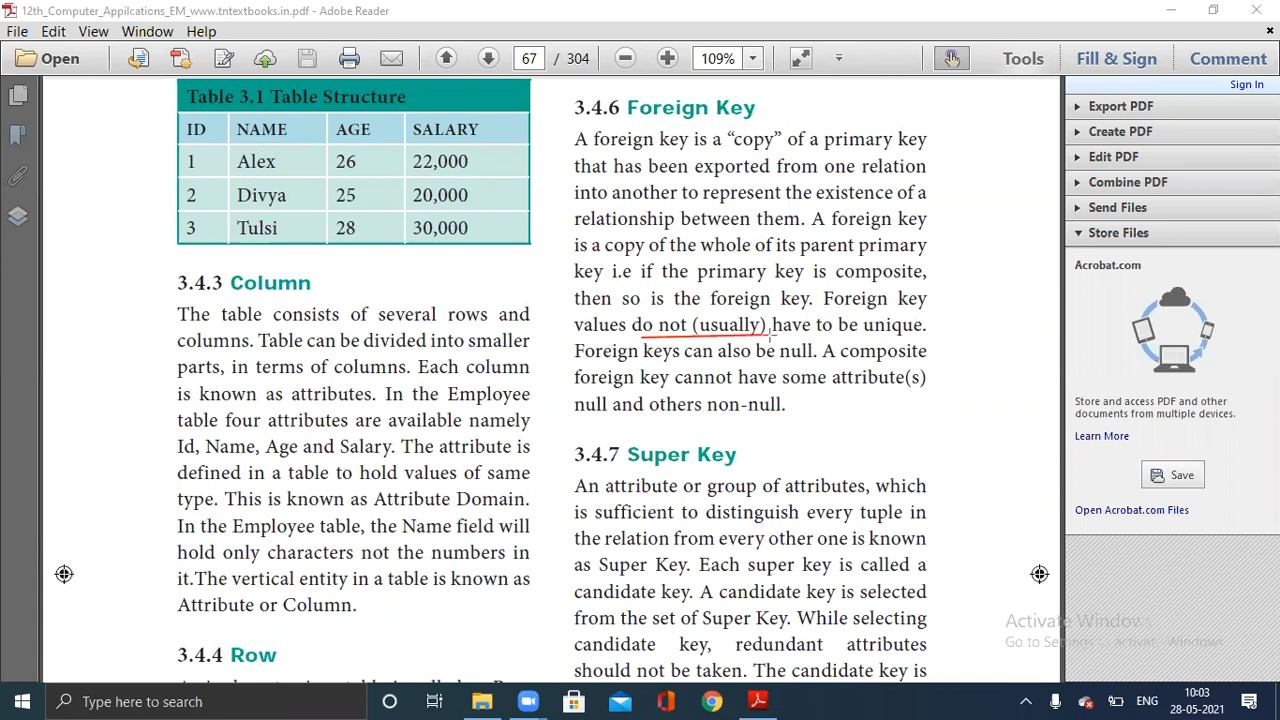 12th_Computer_Applications_EM_www.tntextbooks.in.pdf - Adobe Reader
File Edit View Window Help
Open 67 / 304 109% Tools Fill & Sign Comment
Table 3.1 Table Structure
ID NAME AGE SALARY
1 Alex 26 22,000
2 Divya 25 20,000
3 Tulsi 28 30,000
3.4.3 Column
The table consists of several rows and
columns. Table can be divided into smaller
parts, in terms of columns. Each column
is known as attributes. In the Employee
table four attributes are available namely
Id, Name, Age and Salary. The attribute is
defined in a table to hold values of same
type. This is known as Attribute Domain.
In the Employee table, the Name field will
hold only characters not the numbers in
it.The vertical entity in a table is known as
Attribute or Column.
3.4.4 Row
3.4.6 Foreign Key
A foreign key is a “copy” of a primary key
that has been exported from one relation
into another to represent the existence of a
relationship between them. A foreign key
is a copy of the whole of its parent primary
key i.e if the primary key is composite,
then so is the foreign key. Foreign key
values do not (usually) have to be unique.
Foreign keys can also be null. A composite
foreign key cannot have some attribute(s)
null and others non-null.
3.4.7 Super Key
An attribute or group of attributes, which
is sufficient to distinguish every tuple in
the relation from every other one is known
as Super Key. Each super key is called a
candidate key. A candidate key is selected
from the set of Super Key. While selecting
candidate key, redundant attributes
should not be taken. The candidate key is
Sign In
Export PDF
Create PDF
Edit PDF
Combine PDF
Send Files
Store Files
Acrobat.com
Store and access PDF and other
documents from multiple devices.
Learn More
Save
Open Acrobat.com Files
Activate Windows
Go to Settings to activate Windows.
Type here to search
ENG
10:03
28-05-2021